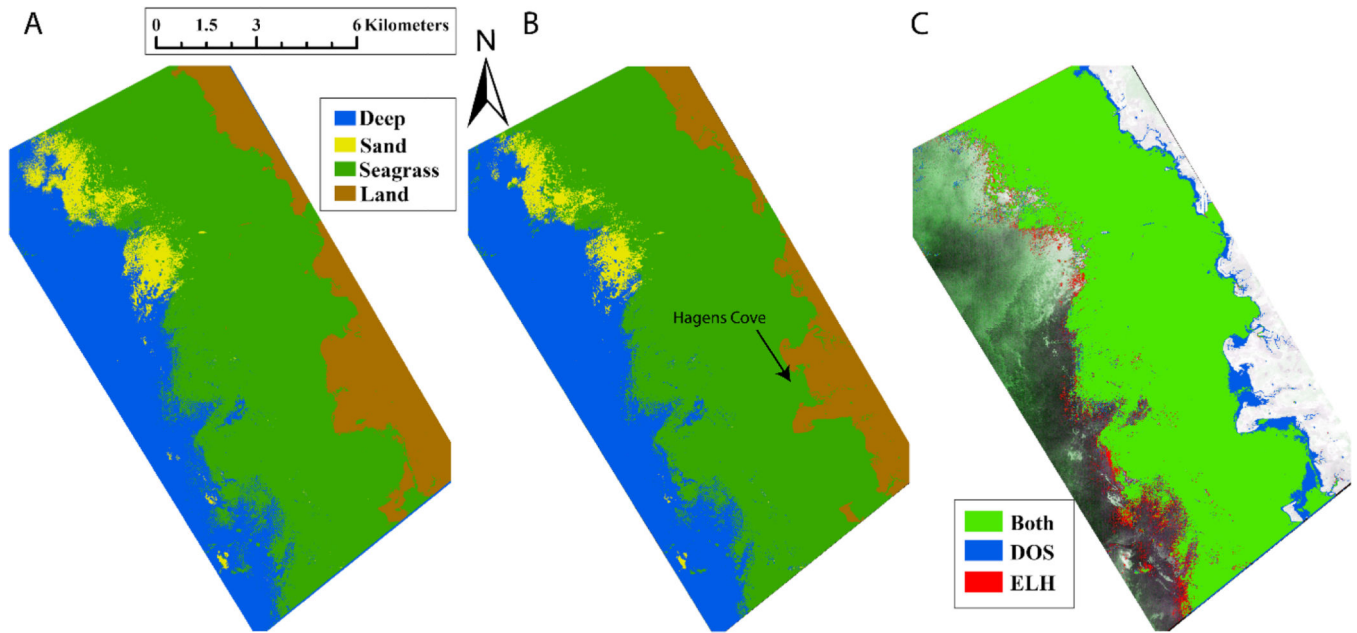 A
0 1.5 3 6 Kilometers
N
B
C
Deep
Sand
Seagrass
Land
Hagens Cove
Both
DOS
ELH